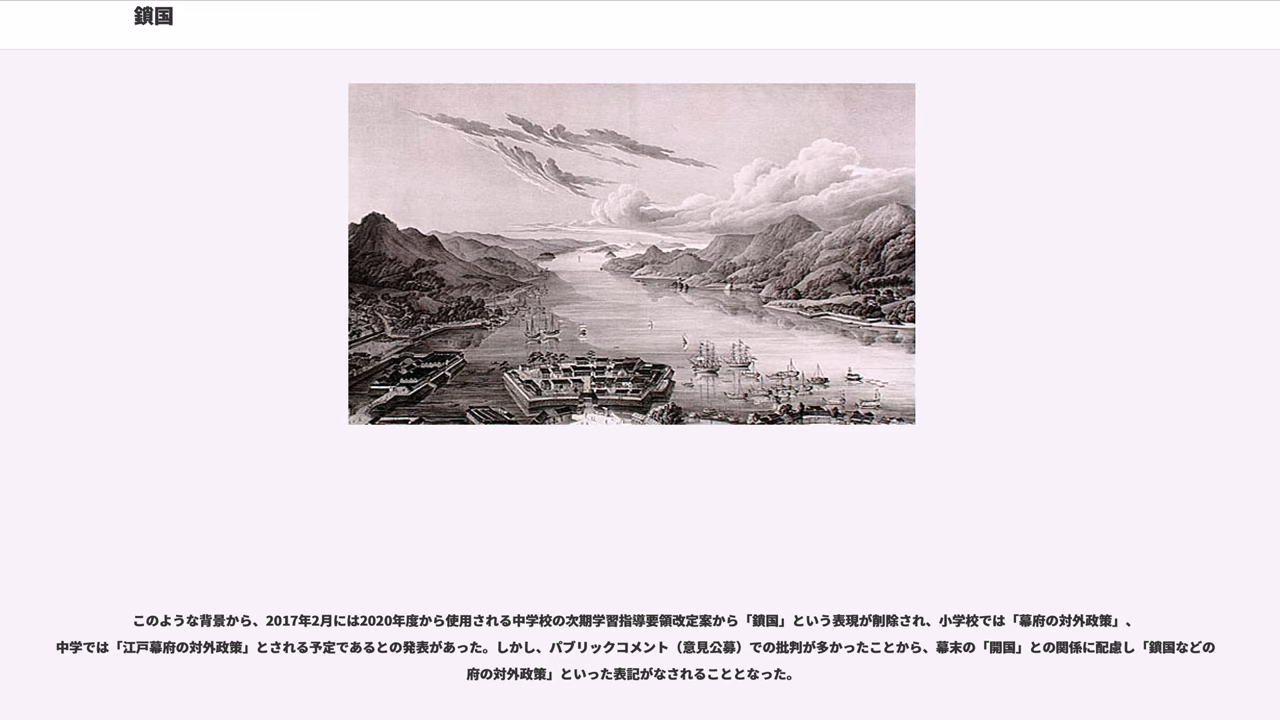 鎖国
このような背景から、2017年2月には2020年度から使用される中学校の次期学習指導要領改定案から「鎖国」という表現が削除され、小学校では「幕府の対外政策」、
中学では「江戸幕府の対外政策」とされる予定であるとの発表があった。しかし、パブリックコメント（意見公募）での批判が多かったことから、幕末の「開国」との関係に配慮し「鎖国などの
府の対外政策」といった表記がなされることとなった。